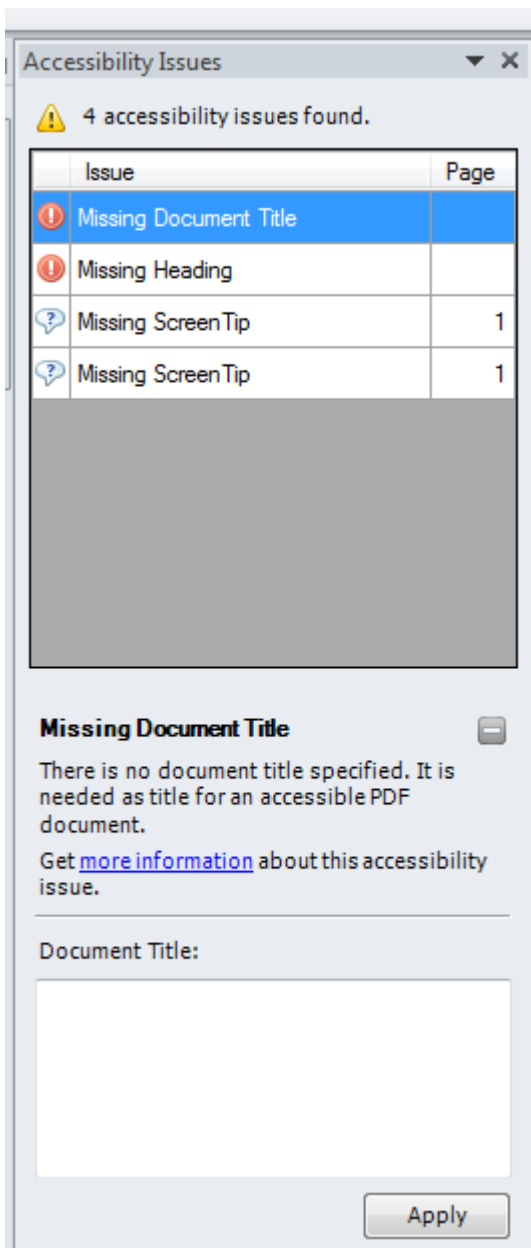 Accessibility Issues
4 accessibility issues found.
Issue Page
Missing Document Title
Missing Heading
Missing ScreenTip 1
Missing ScreenTip 1
Missing Document Title
There is no document title specified. It is
needed as title for an accessible PDF
document.
Get more information about this accessibility
issue.
Document Title:
Apply